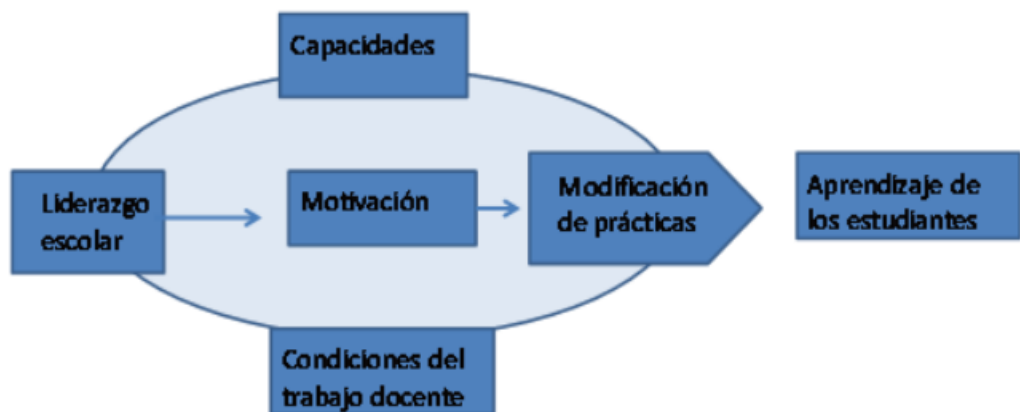 Capacidades
Liderazgo
escolar
Motivación
Modificación
de prácticas
Aprendizaje de
los estudiantes
Condiciones del
trabajo docente